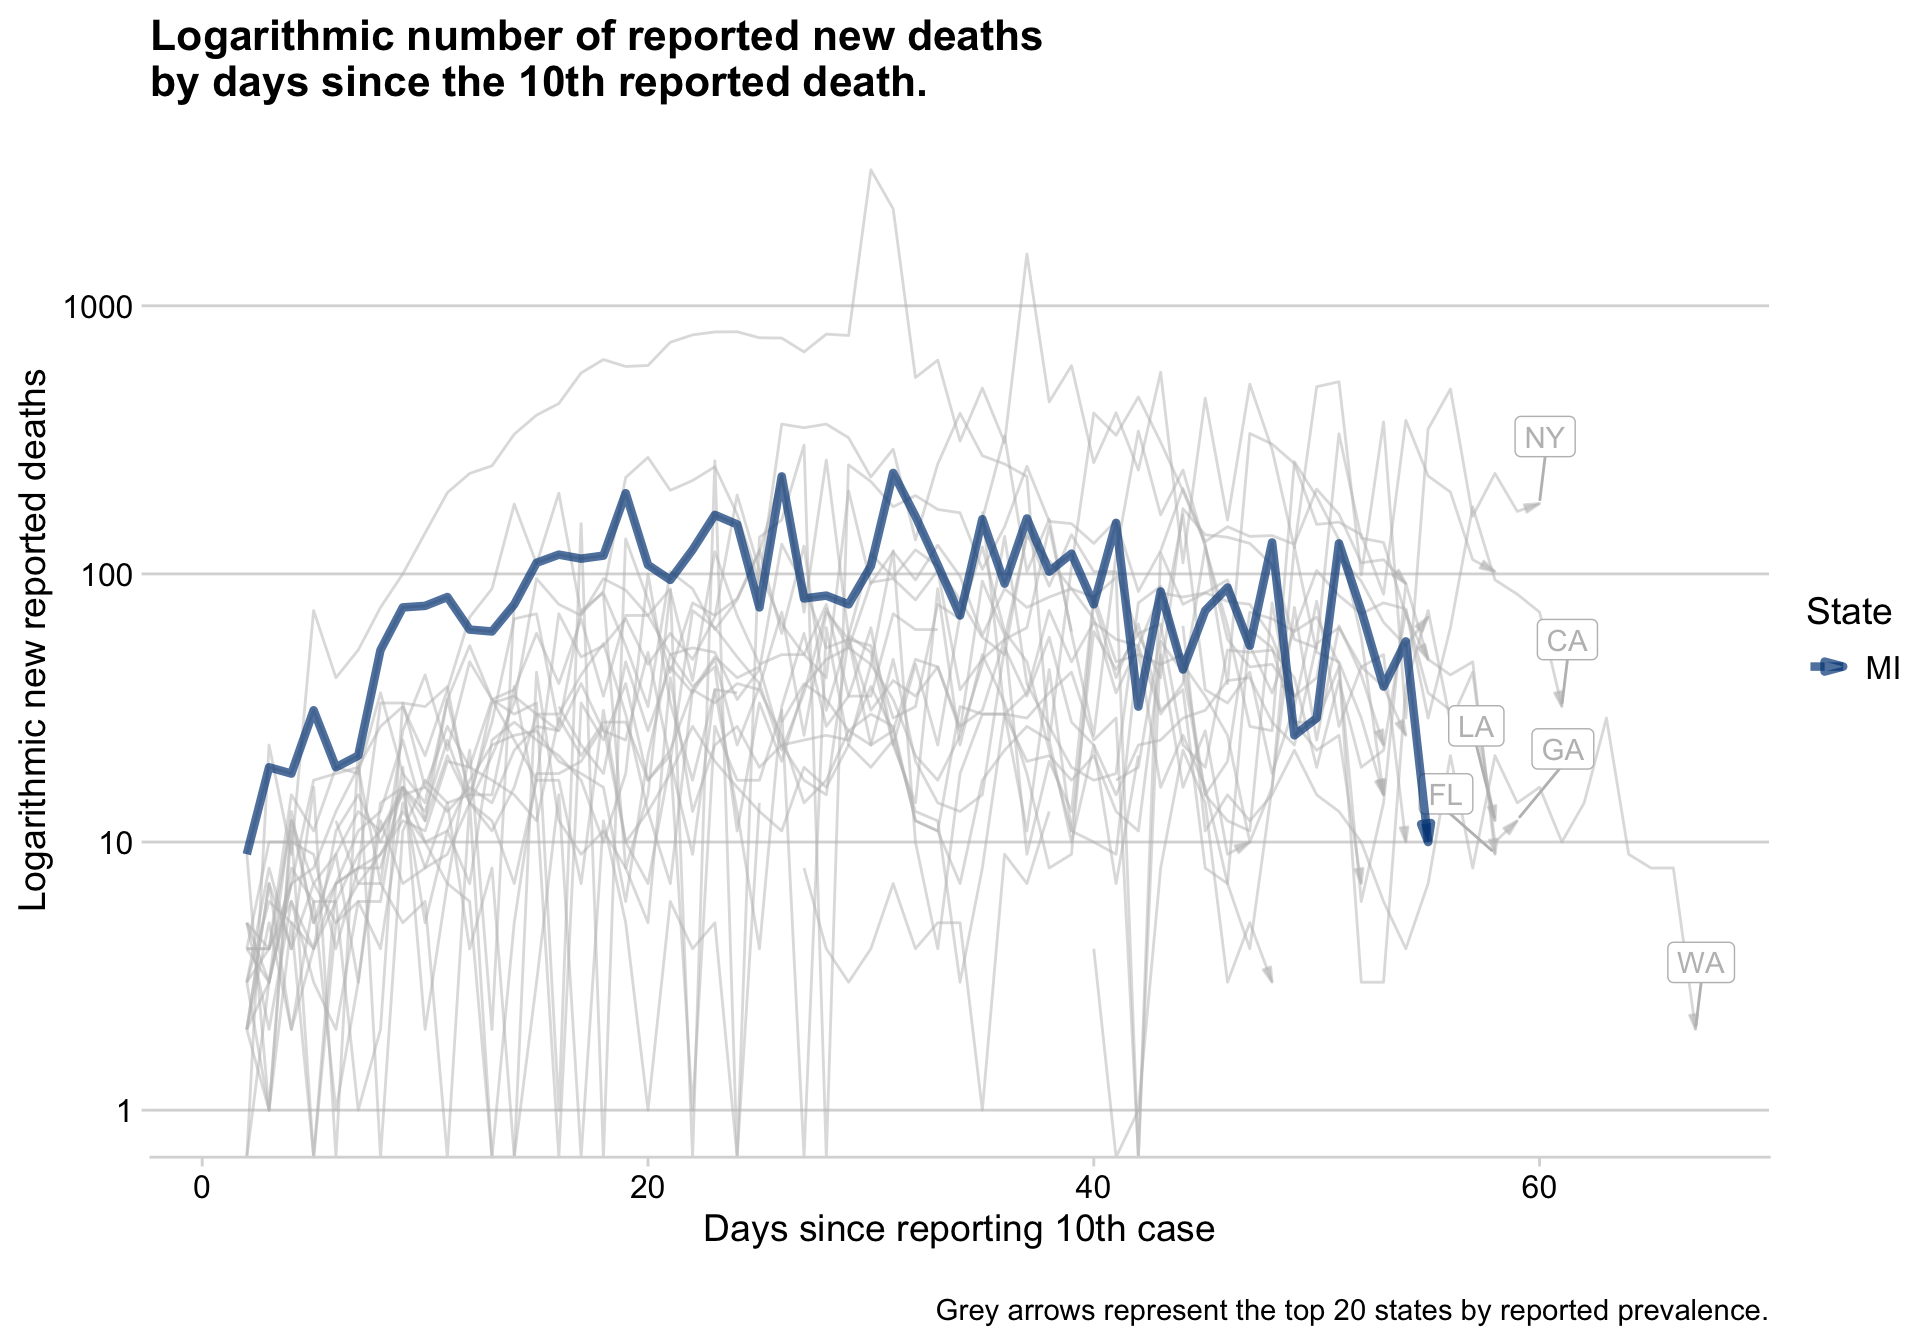 Logarithmic number of reported new deaths
by days since the 10th reported death.
Logarithmic new reported deaths
1000
100
10
1
NY
CA
LA
GA
FL
WA
State
MI
0
20
40
60
Days since reporting 10th case
Grey arrows represent the top 20 states by reported prevalence.